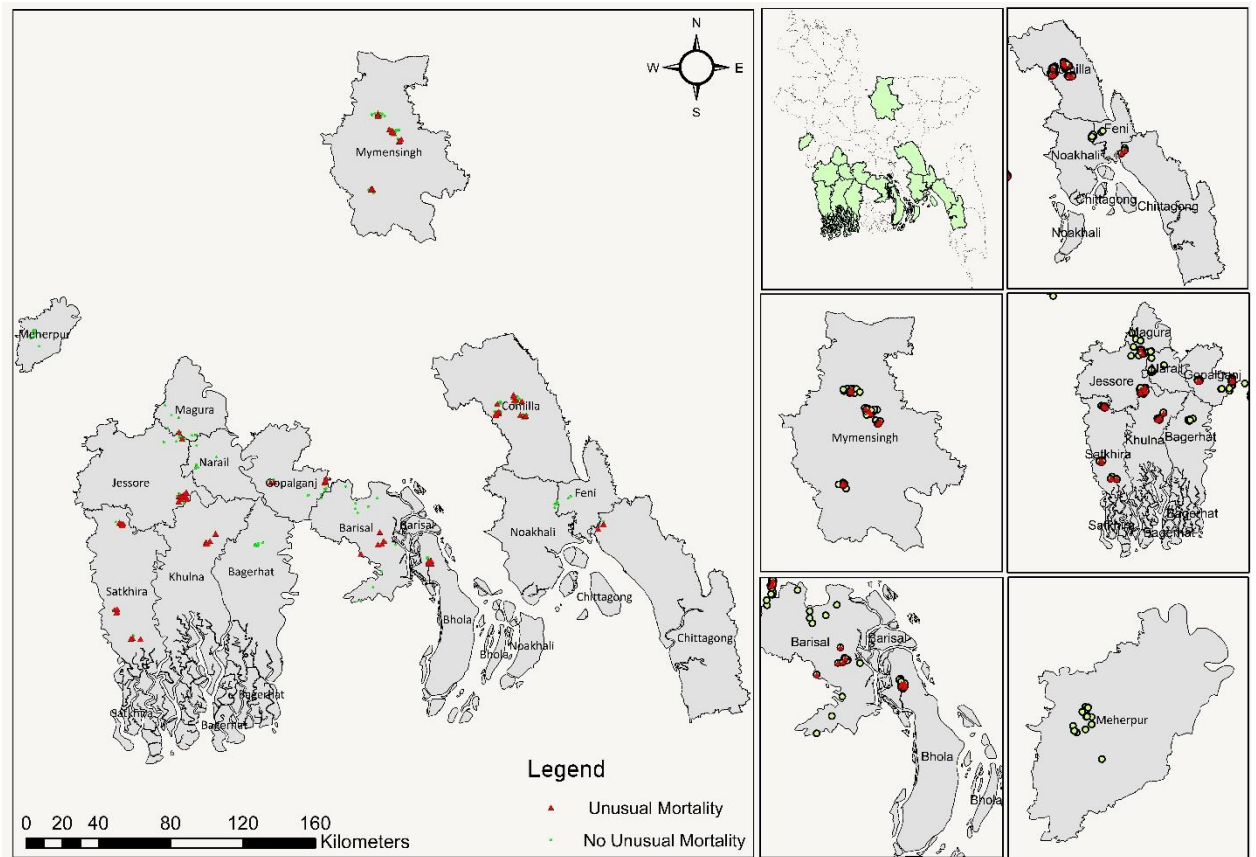 N
W E
S
Mymensingh
Meherpur
Magura
Narail
Jessore
Gopalganj
Comilla
Feni
Barisal
Barisal
Noakhali
Khulna
Bagerhat
Satkhira
Bhola
Chittagong
Noakhali
Bhola
Chittagong
Satkhira
Bagerhat
Bagerhat
Legend
Unusual Mortality
No Unusual Mortality
0 20 40 80 120 160
Kilometers
Feni
Noakhali
Chittagong
Chittagong
Noakhali
Mymensingh
Magura
Narail
Jessore
Gopalganj
Khulna
Bagerhat
Satkhira
Satkhira
Bagerhat
Bagerhat
Barisal
Barisal
Bhola
Bhola
Meherpur